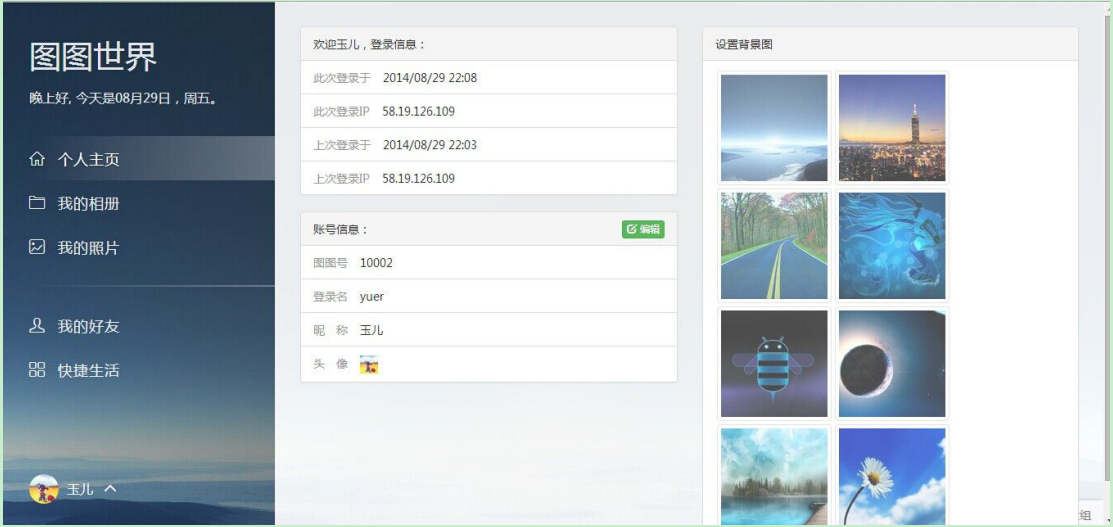 图图世界
晚上好, 今天是08月29日，周五。
个人主页
我的相册
我的照片
我的好友
快捷生活
玉儿
欢迎玉儿，登录信息：
此次登录于 2014/08/29 22:08
此次登录IP 58.19.126.109
上次登录于 2014/08/29 22:03
上次登录IP 58.19.126.109
账号信息：
编辑
图图号 10002
登录名 yuer
昵 称 玉儿
头 像
设置背景图
组